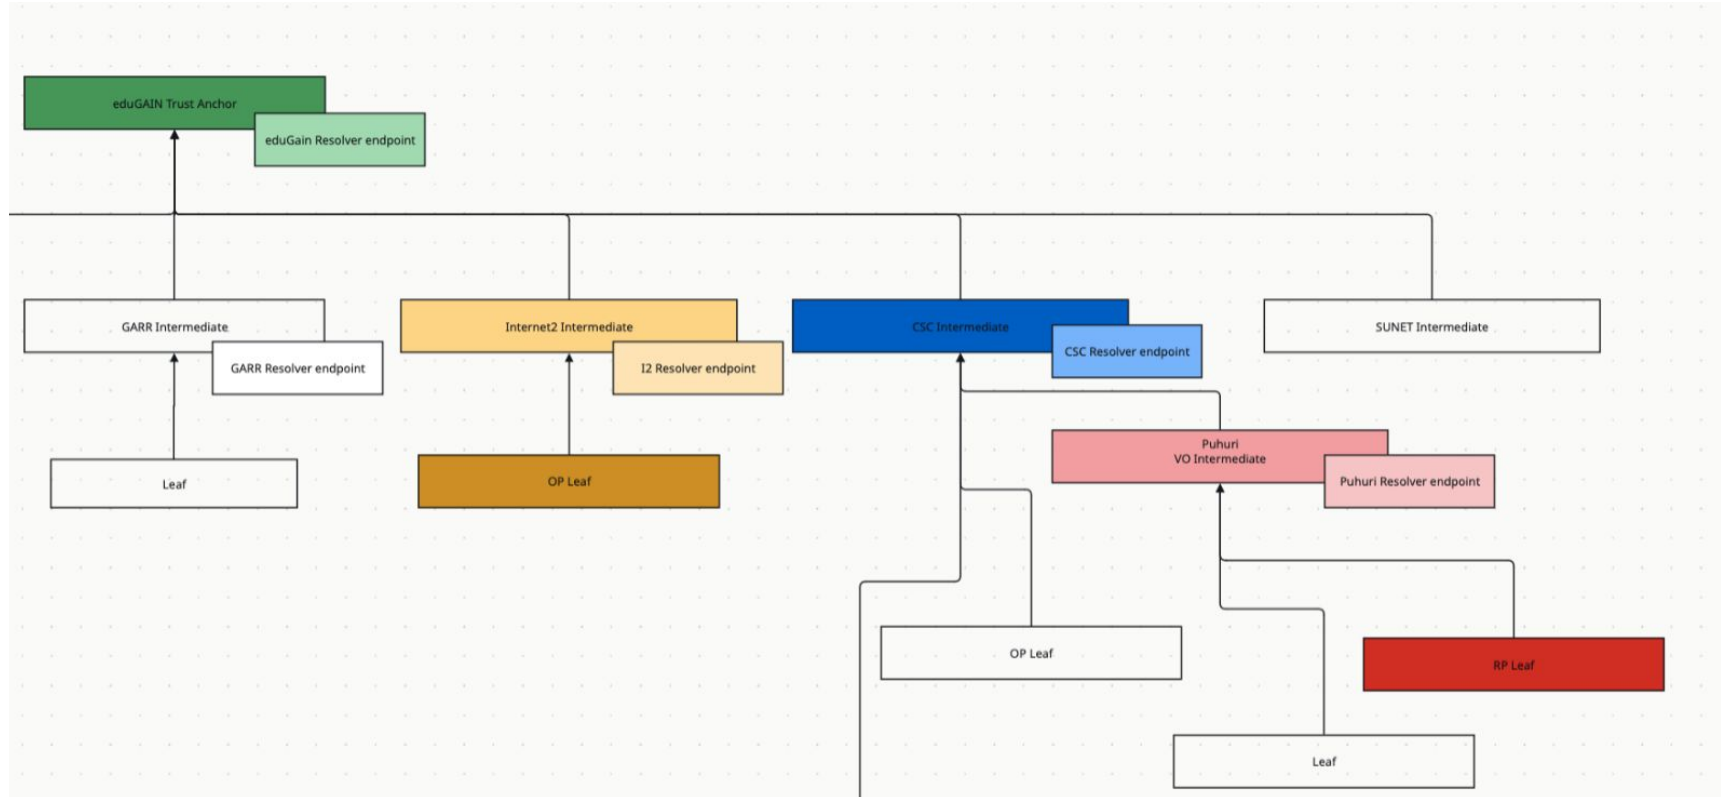 eduGAIN Trust Anchor
eduGain Resolver endpoint
GARR Intermediate
GARR Resolver endpoint
Internet2 Intermediate
I2 Resolver endpoint
CSC Intermediate
CSC Resolver endpoint
SUNET Intermediate
Puhuri
VO Intermediate
Puhuri Resolver endpoint
Leaf
OP Leaf
OP Leaf
RP Leaf
Leaf